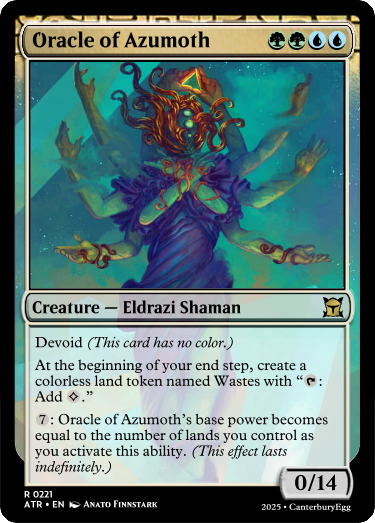 Oracle of Azumoth
Creature — Eldrazi Shaman
Devoid (This card has no color.)
At the beginning of your end step, create a
colorless land token named Wastes with “:
Add .”
7: Oracle of Azumoth’s base power becomes
equal to the number of lands you control as
you activate this ability. (This effect lasts
indefinitely.)
0/14
R 0221
ATR • EN Anato Finnstark
2025 • CanterburyEgg